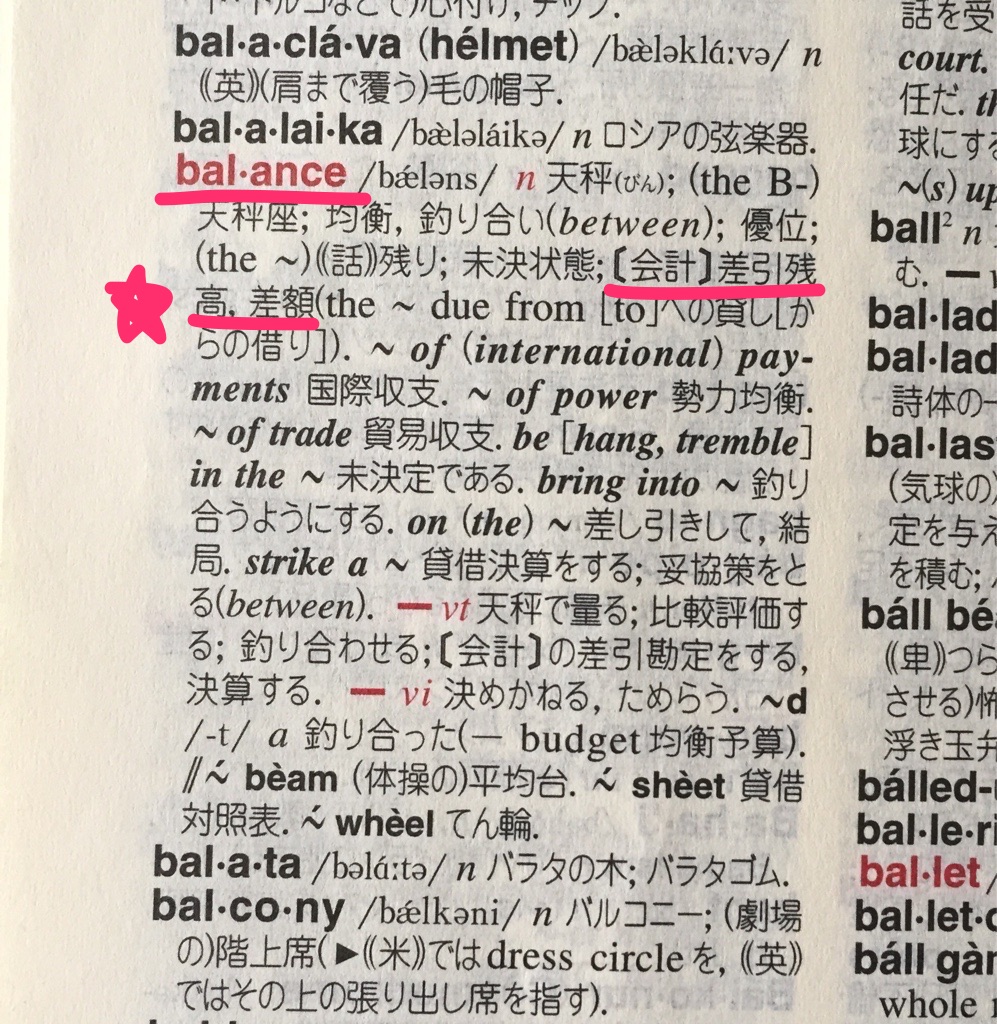 bal·a·clá·va (hélmet) /bæ̀ləklɑ́ːvə/ n
⸨英⸩(肩まで覆う)毛の帽子.
bal·a·lai·ka /bæ̀ləláikə/ n ロシアの弦楽器.
bal·ance /bǽləns/ n 天秤(びん); (the B-)
天秤座; 均衡, 釣り合い(between); 優位;
(the ~)⸨話⸩残り; 未決状態;〔会計〕差引残
高, 差額(the ~ due from [to]への貸し[か
らの借り]). ~ of (international) pay-
ments 国際収支. ~ of power 勢力均衡.
~ of trade 貿易収支. be [hang, tremble]
in the ~ 未決定である. bring into ~ 釣り
合うようにする. on (the) ~ 差し引きして, 結
局. strike a ~ 貸借決算をする; 妥協策をと
る(between). ― vt 天秤で量る; 比較評価す
る; 釣り合わせる;〔会計〕の差引勘定をする,
決算する. ― vi 決めかねる, ためらう. ~d
/-t/ a 釣り合った(― budget 均衡予算).
//~́ bèam (体操の)平均台. ~́ shèet 貸借
対照表. ~́ whèel てん輪.
bal·a·ta /bəlɑ́ːtə/ n バラタの木; バラタゴム.
bal·co·ny /bǽlkəni/ n バルコニー; (劇場
の)階上席(▶⸨米⸩では dress circle を, ⸨英⸩
ではその上の張り出し席を指す).
話を受
court.
任だ. th
球にする
~(s) up
ball² n
む. ― v
bal·lad
bal·lad
詩体の一
bal·las
(気球の)
定を与え
を積む;
báll bé
⸨卑⸩つら
させる)怖
浮き玉弁
bálled-
bal·le·ri
bal·let /
bal·let·
báll gàm
whole